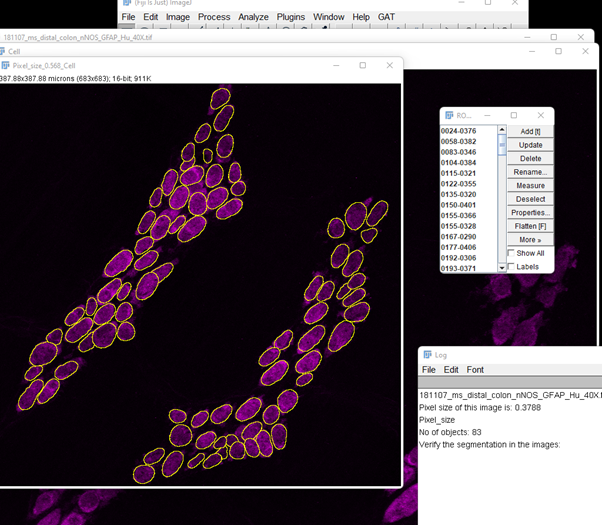 (Fiji Is Just) ImageJ
File Edit Image Process Analyze Plugins Window Help GAT
181107_ms_distal_colon_nNOS_GFAP_Hu_40X.tif
Cell
Pixel_size_0.568_Cell
387.88x387.88 microns (683x683); 16-bit; 911K
RO...
0024-0376
0058-0382
0083-0346
0104-0384
0115-0321
0122-0355
0135-0320
0150-0401
0155-0366
0155-0328
0167-0290
0177-0406
0192-0306
0193-0371
Add [t]
Update
Delete
Rename...
Measure
Deselect
Properties...
Flatten [F]
More »
Show All
Labels
Log
File Edit Font
181107_ms_distal_colon_nNOS_GFAP_Hu_40X.t
Pixel size of this image is: 0.3788
Pixel_size
No of objects: 83
Verify the segmentation in the images: